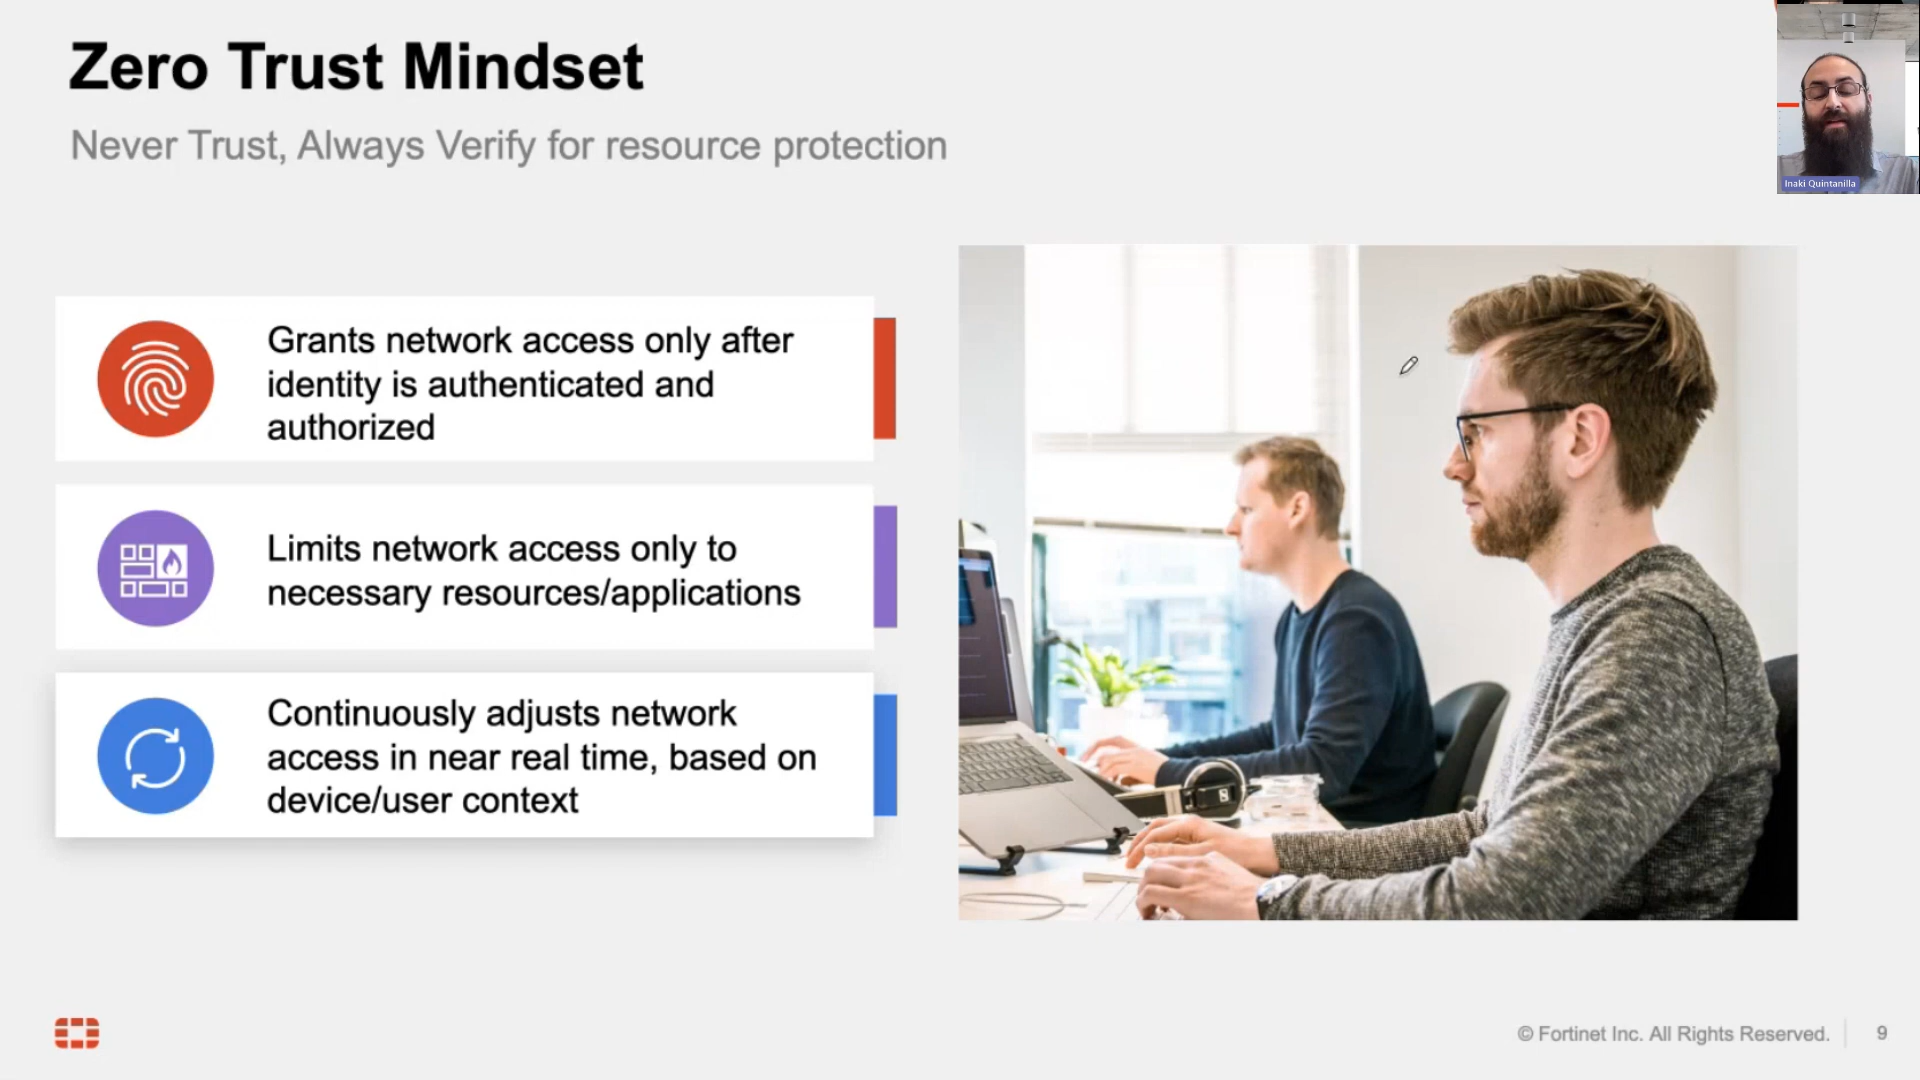 Zero Trust Mindset
Never Trust, Always Verify for resource protection
Inaki Quintanilla
Grants network access only after
identity is authenticated and
authorized
Limits network access only to
necessary resources/applications
Continuously adjusts network
access in near real time, based on
device/user context
© Fortinet Inc. All Rights Reserved.
9